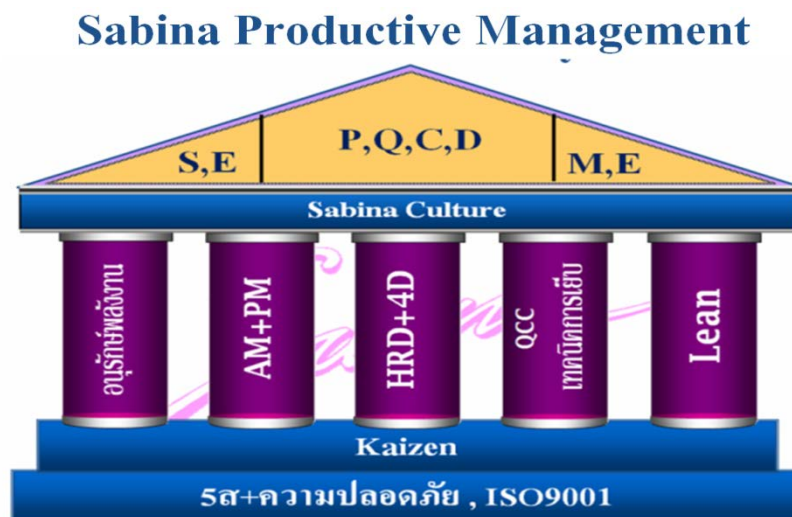 Sabina Productive Management
S,E
P,Q,C,D
M,E
Sabina Culture
อนุรักษ์พลังงาน
AM+PM
HRD+4D
QCC
เทคนิคการเย็บ
Lean
Kaizen
5ส+ความปลอดภัย , ISO9001